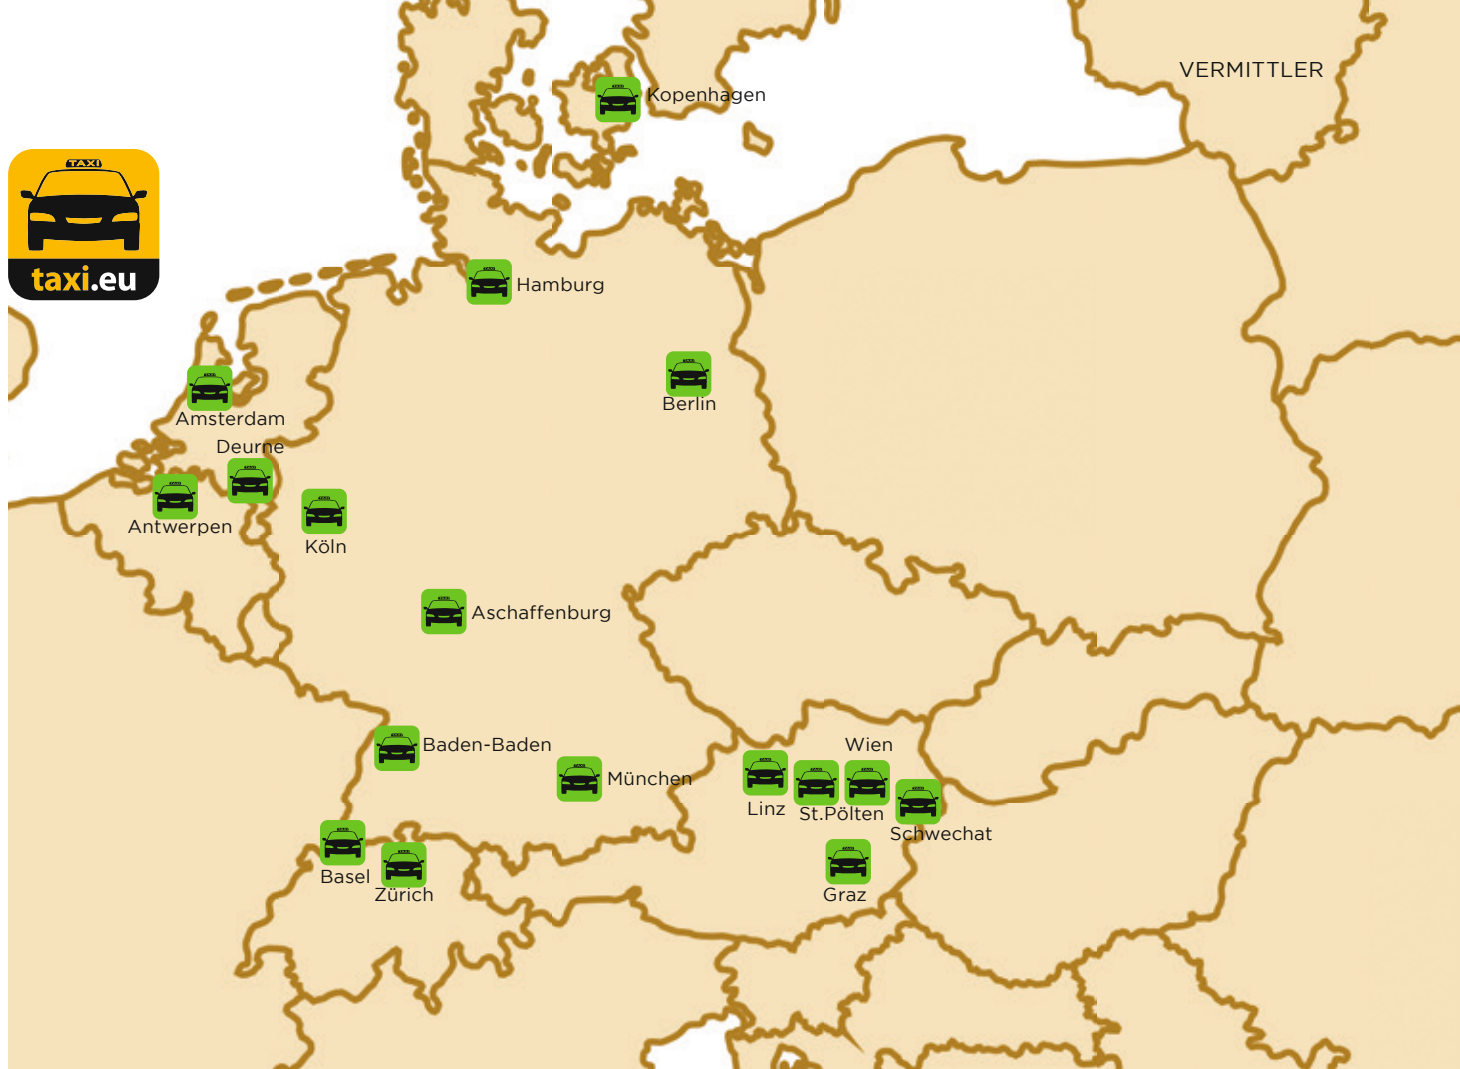 VERMITTLER
Kopenhagen
TAXI
taxi.eu
Hamburg
Berlin
Amsterdam
Deurne
Antwerpen
Köln
Aschaffenburg
Baden-Baden
München
Wien
Linz
St.Pölten
Schwechat
Basel
Zürich
Graz